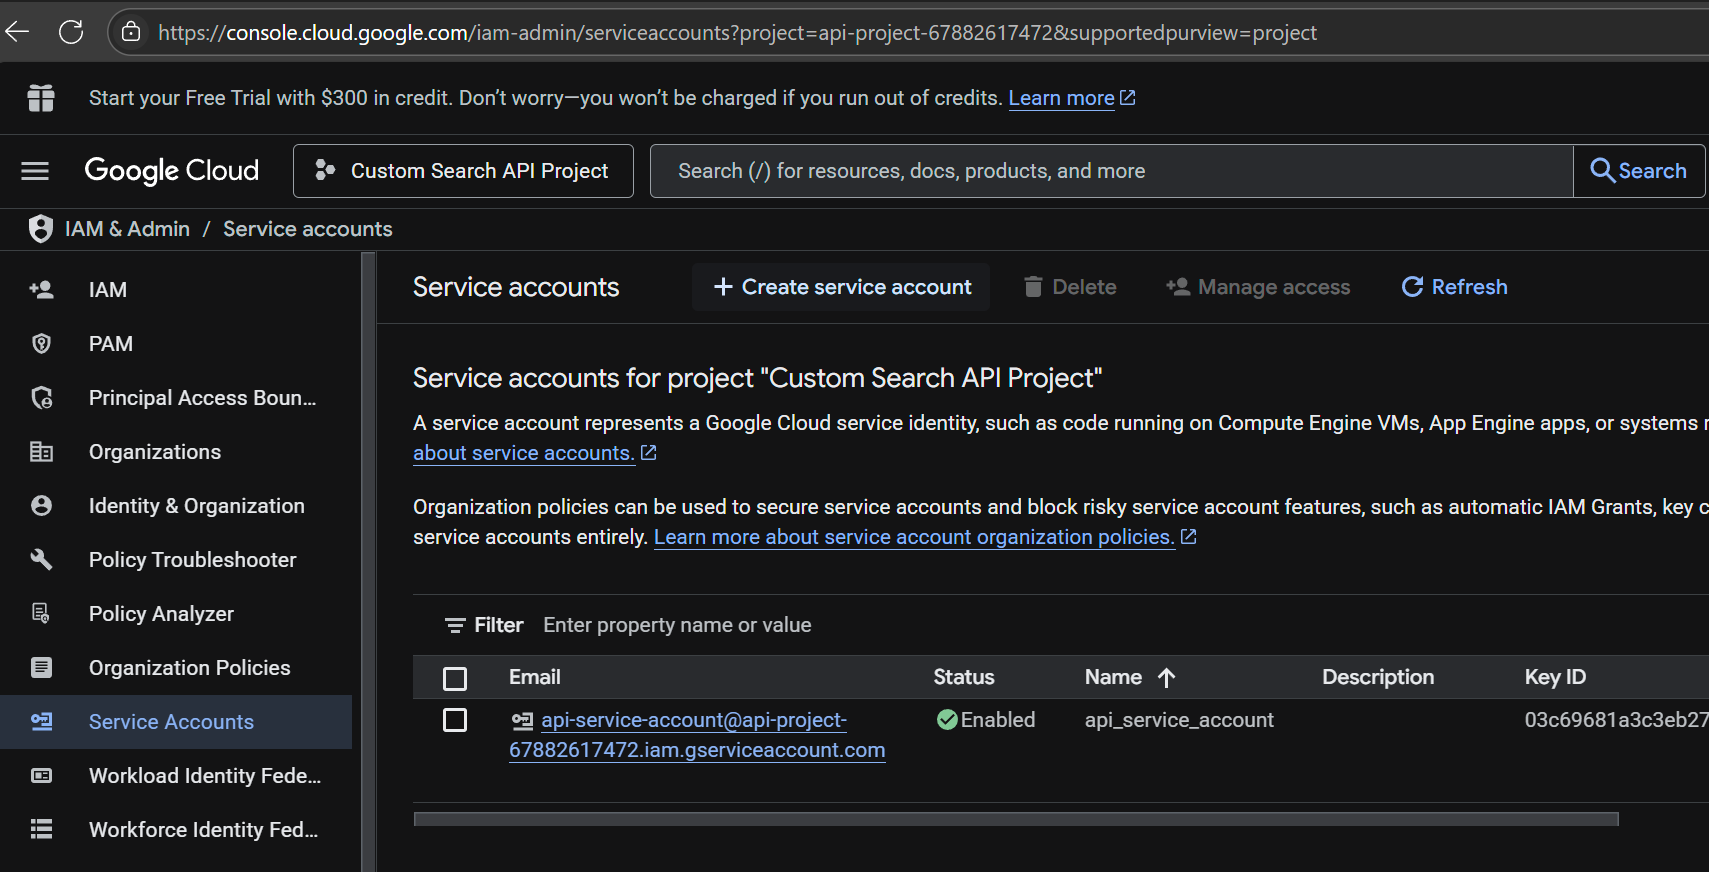 https://console.cloud.google.com/iam-admin/serviceaccounts?project=api-project-67882617472&supportedpurview=project
Start your Free Trial with $300 in credit. Don't worry—you won't be charged if you run out of credits. Learn more
Google Cloud
Custom Search API Project
Search (/) for resources, docs, products, and more
Search
IAM & Admin / Service accounts
IAM
PAM
Principal Access Boun...
Organizations
Identity & Organization
Policy Troubleshooter
Policy Analyzer
Organization Policies
Service Accounts
Workload Identity Fede...
Workforce Identity Fed...
Service accounts
+ Create service account
Delete
Manage access
Refresh
Service accounts for project "Custom Search API Project"
A service account represents a Google Cloud service identity, such as code running on Compute Engine VMs, App Engine apps, or systems
about service accounts.
Organization policies can be used to secure service accounts and block risky service account features, such as automatic IAM Grants, key
service accounts entirely. Learn more about service account organization policies.
Filter Enter property name or value
Email Status Name Description Key ID
api-service-account@api-project- Enabled api_service_account 03c69681a3c3eb27
67882617472.iam.gserviceaccount.com